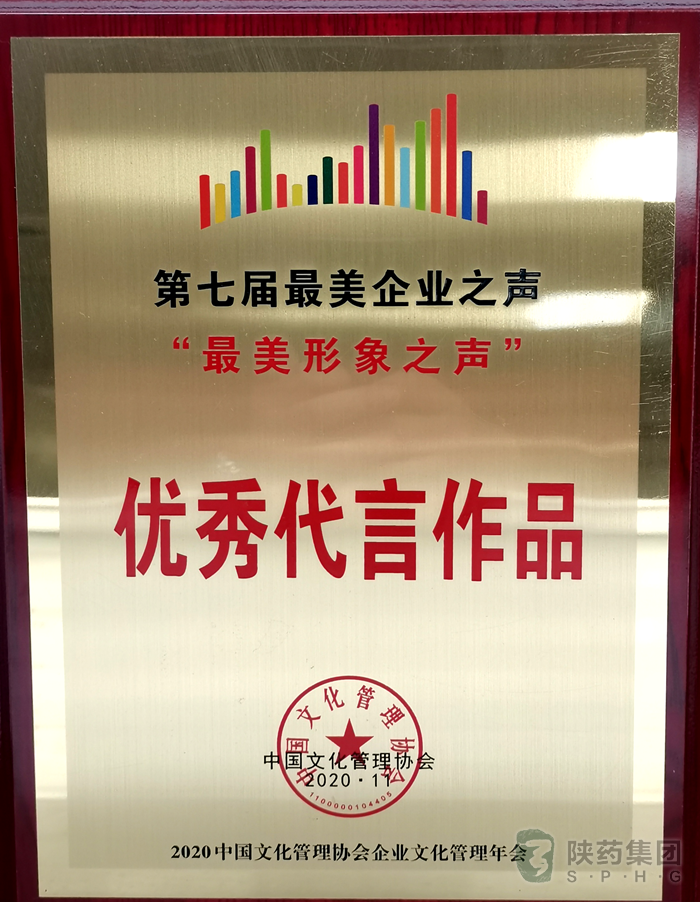 第七届最美企业之声
“最美形象之声”
优秀代言作品
中国文化管理协会
中国文化管理协会
2020·11
1100000104405
2020中国文化管理协会企业文化管理年会
陕药集团
S·P·H·G